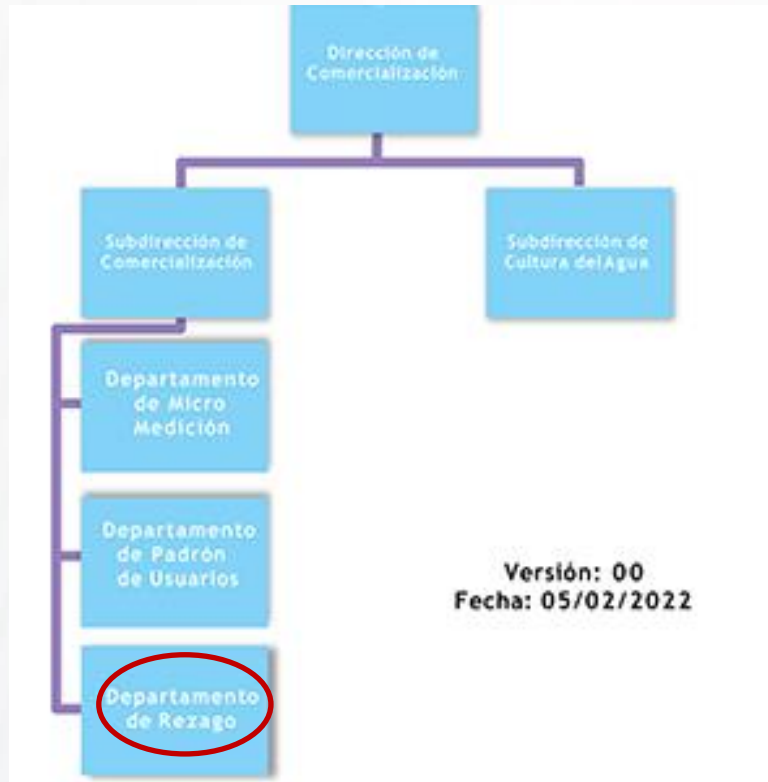 Dirección de
Comercialización
Subdirección de
Comercialización
Subdirección de
Cultura del Agua
Departamento
de Micro
Medición
Departamento
de Padrón
de Usuarios
Versión: 00
Fecha: 05/02/2022
Departamento
de Rezago